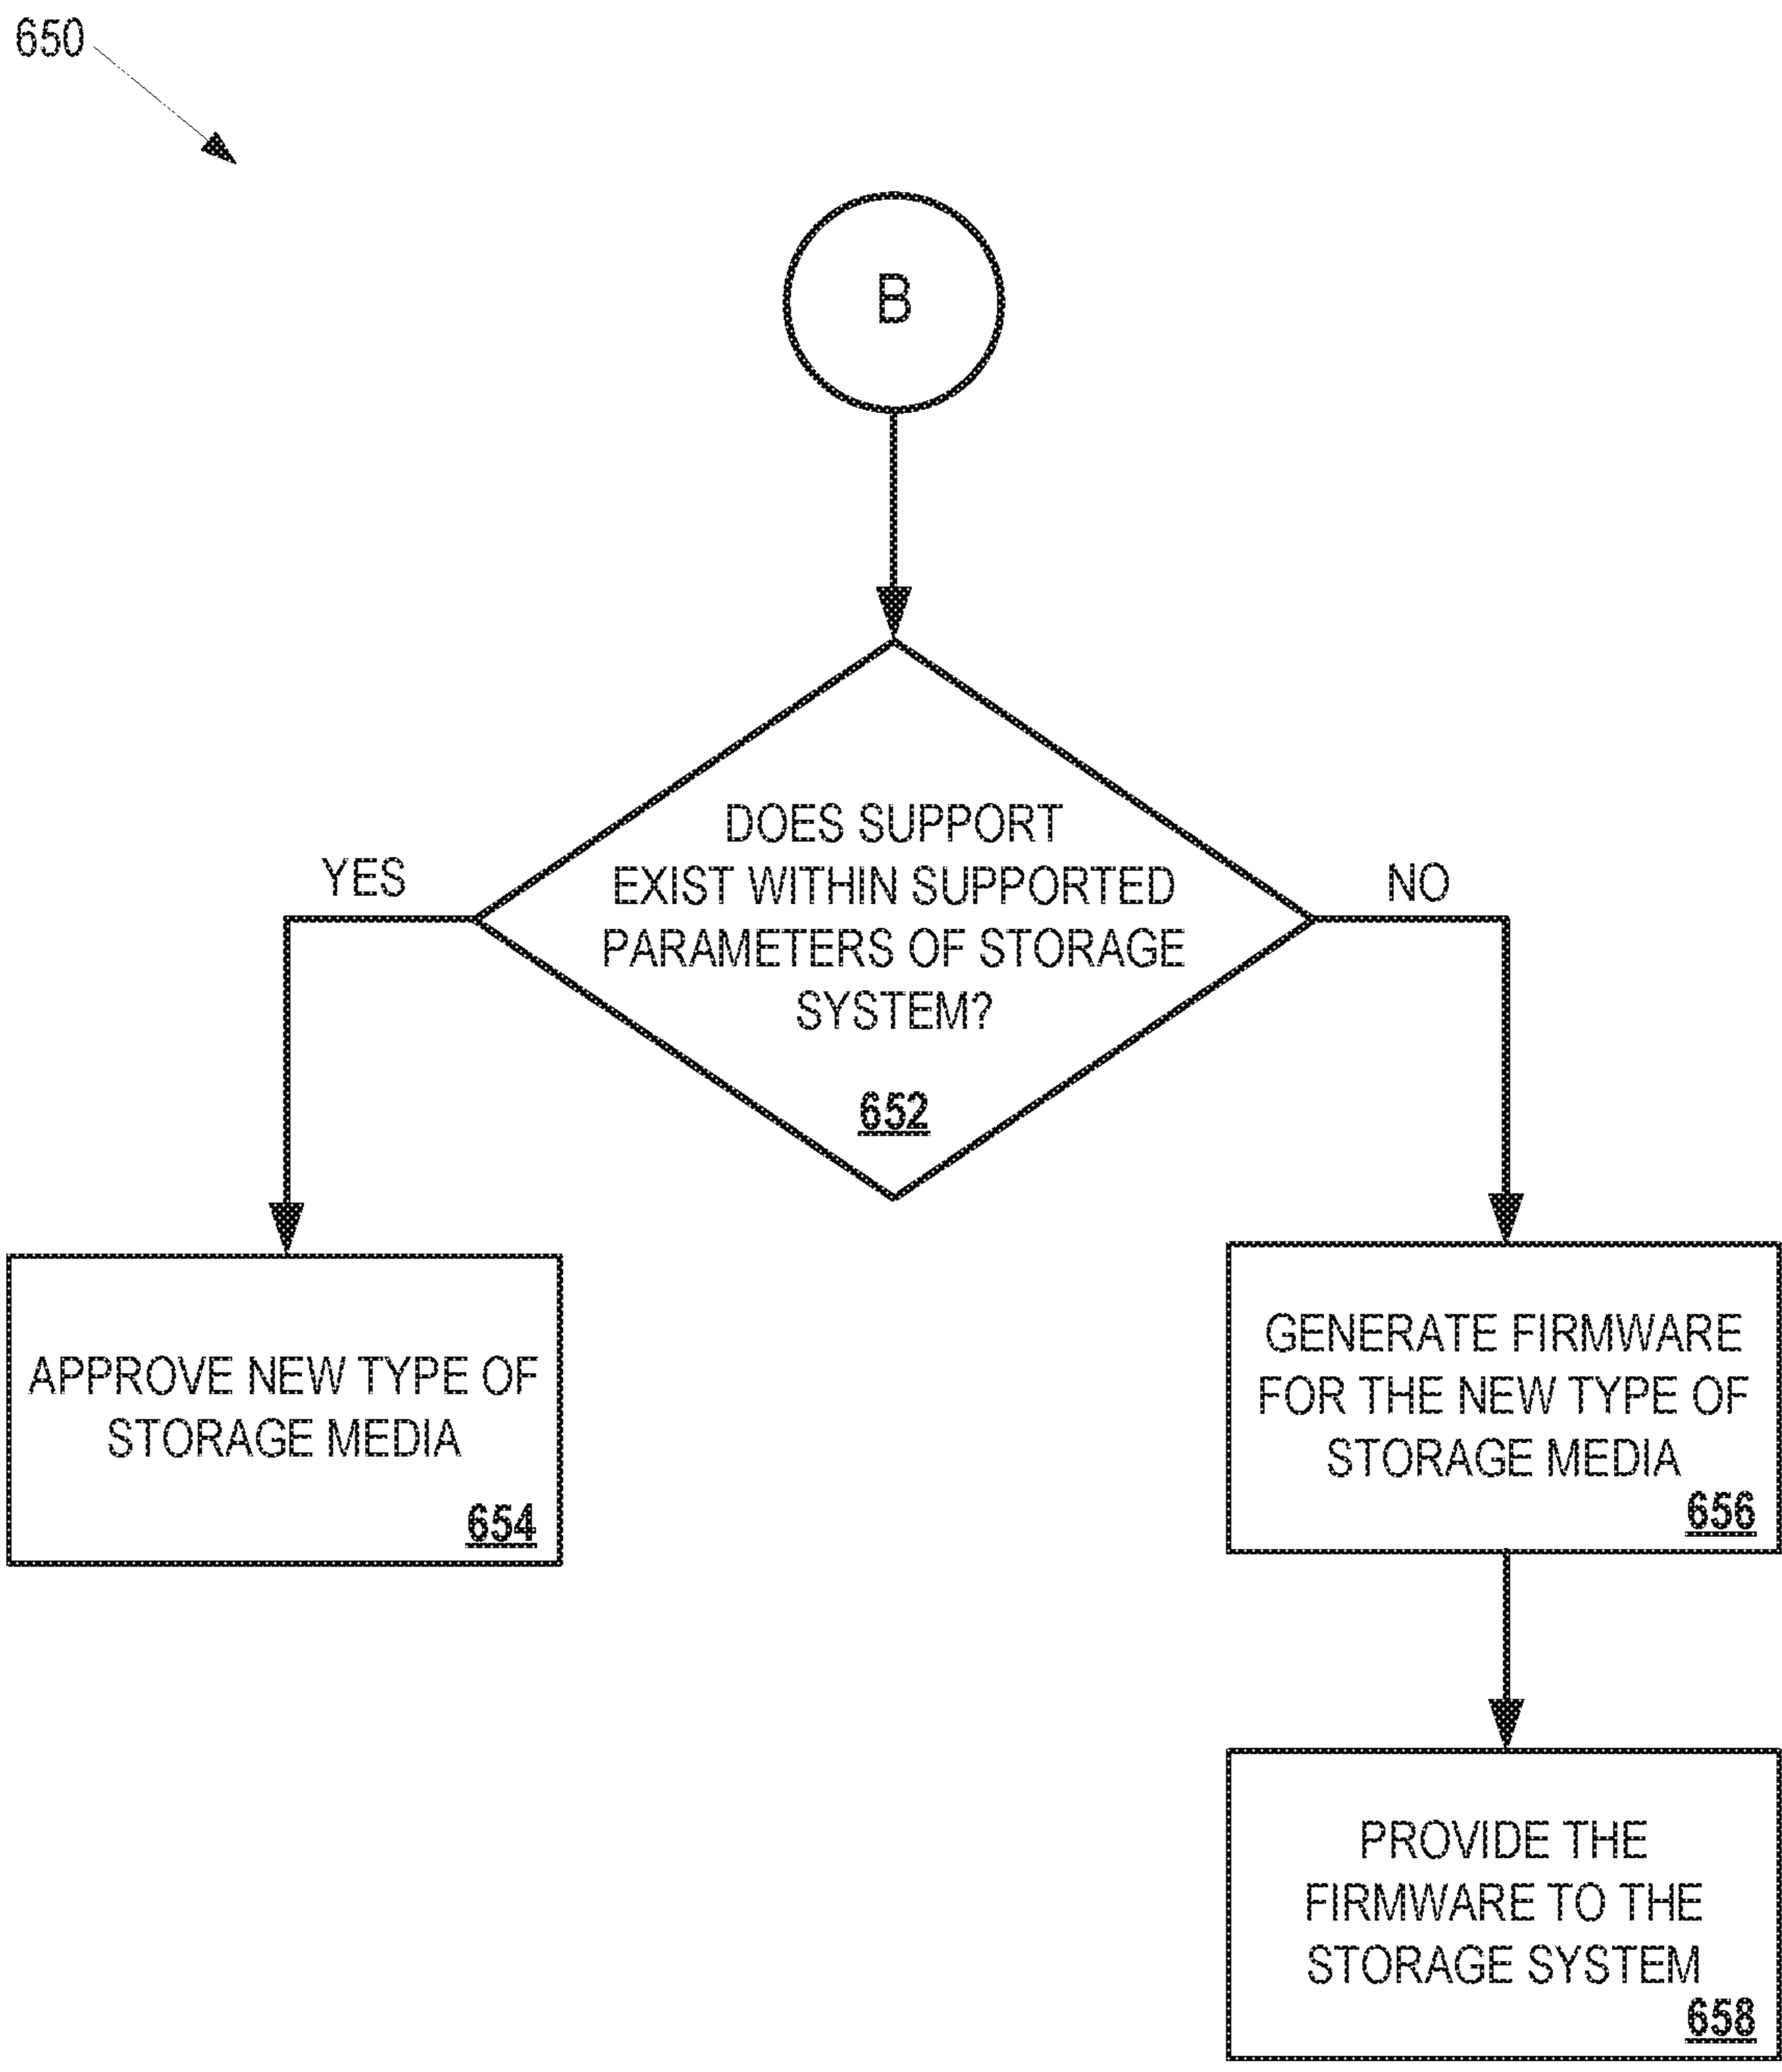 650
B
DOES SUPPORT
EXIST WITHIN SUPPORTED
PARAMETERS OF STORAGE
SYSTEM?
652
YES
NO
APPROVE NEW TYPE OF
STORAGE MEDIA
654
GENERATE FIRMWARE
FOR THE NEW TYPE OF
STORAGE MEDIA
656
PROVIDE THE
FIRMWARE TO THE
STORAGE SYSTEM
658